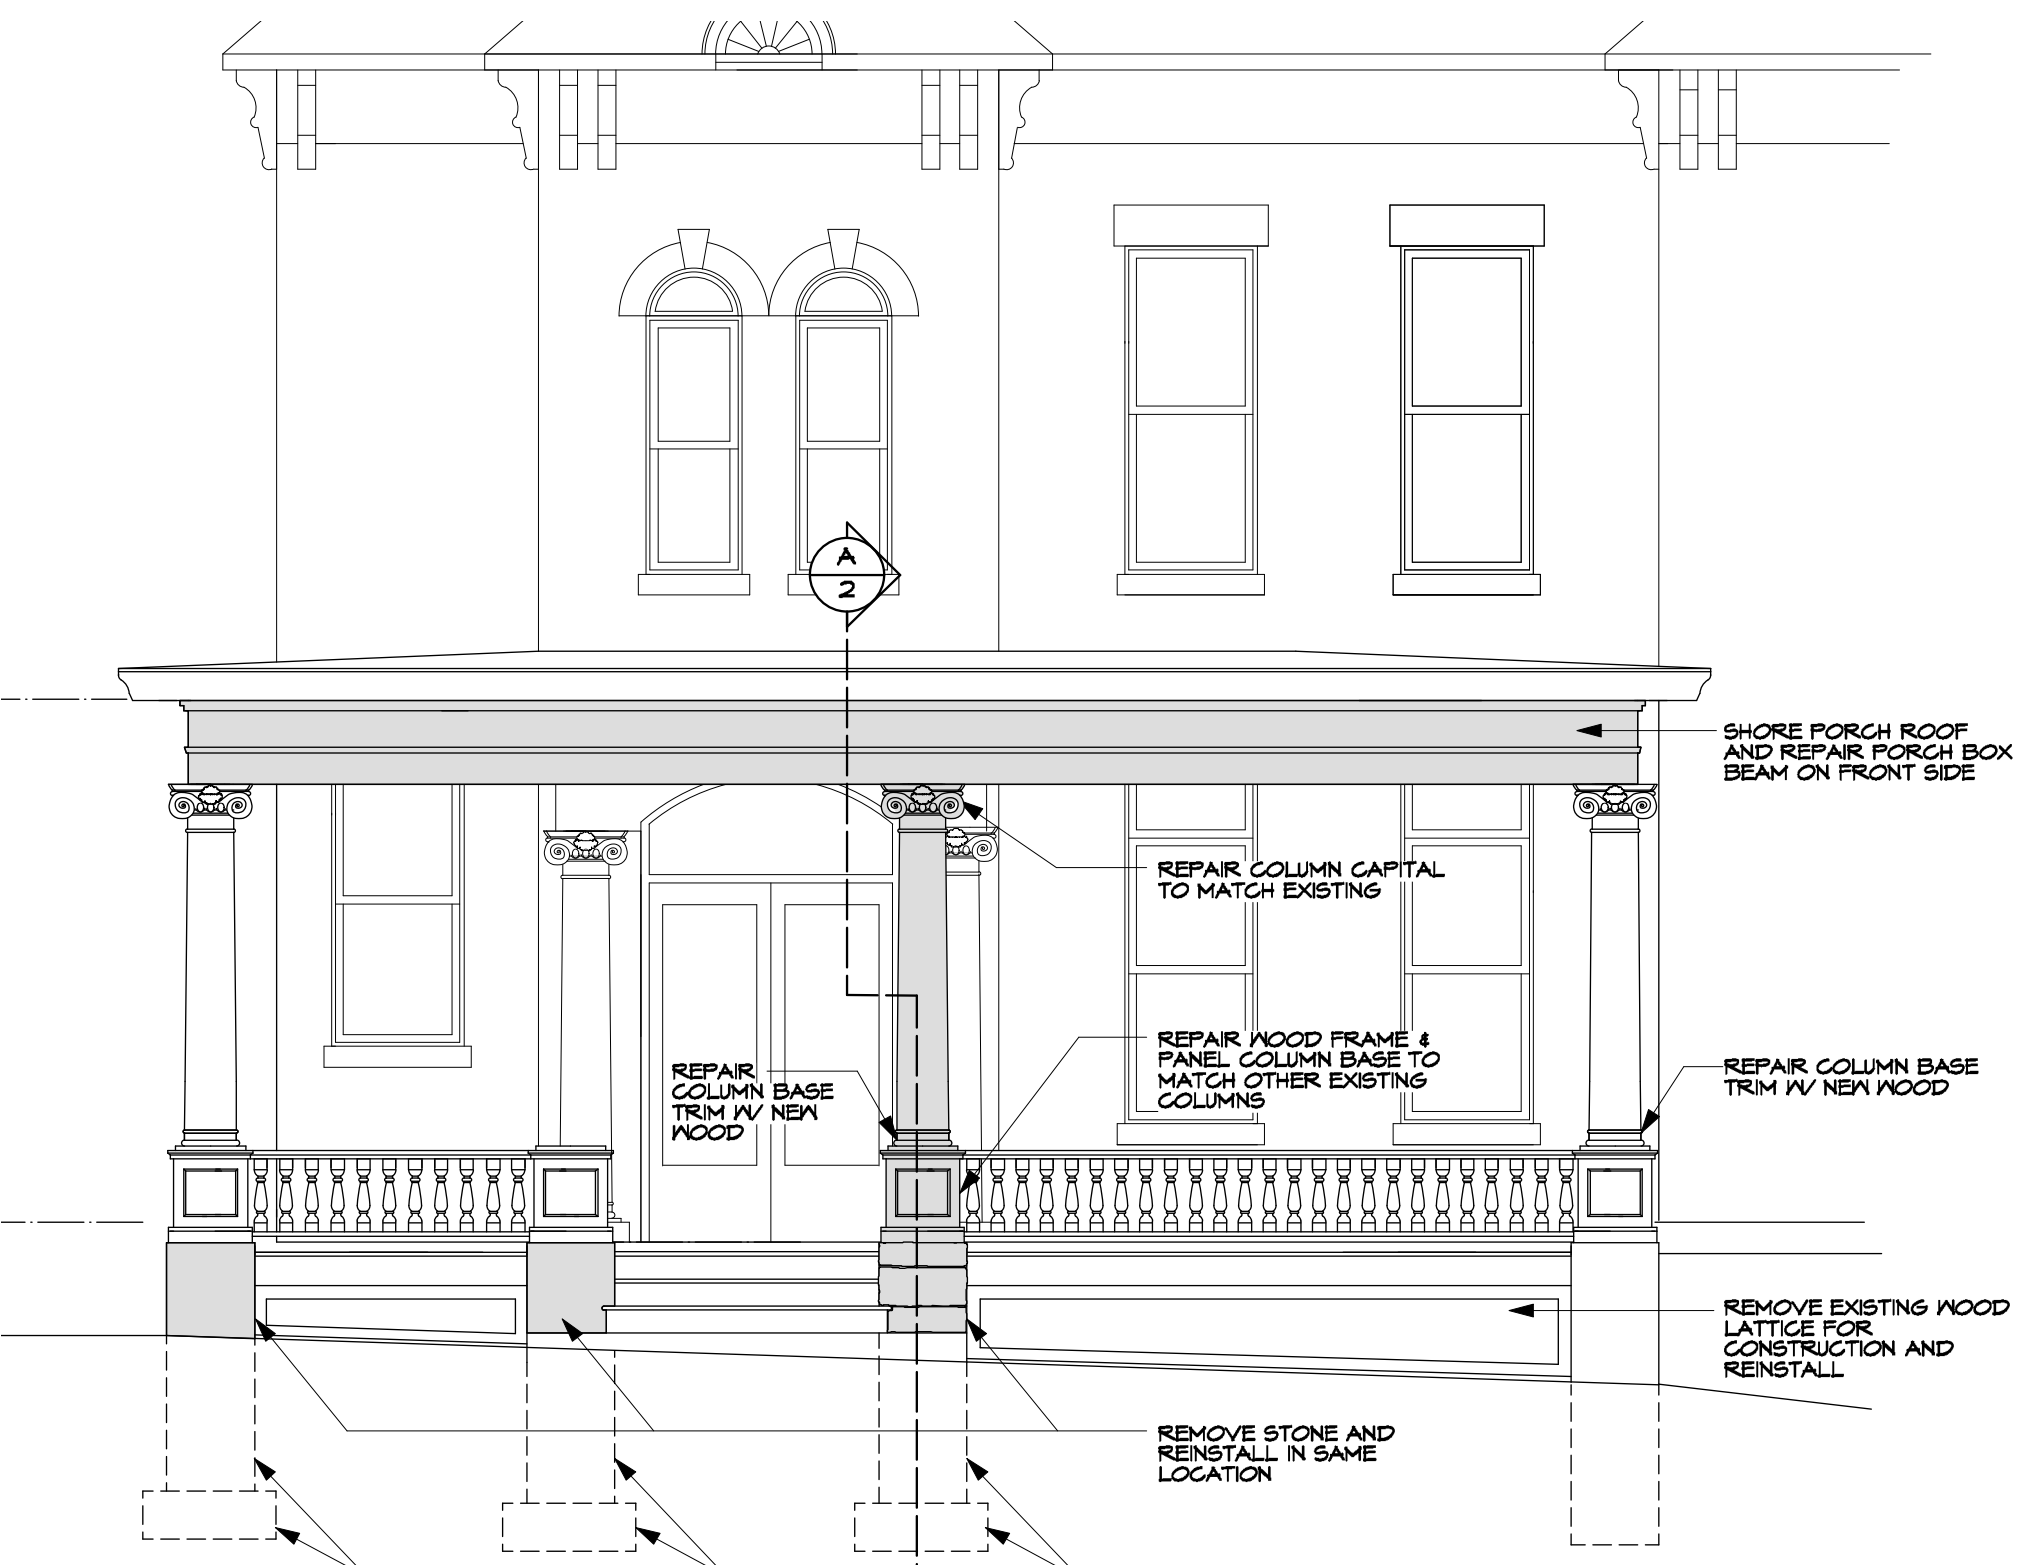 A
2
SHORE PORCH ROOF
AND REPAIR PORCH BOX
BEAM ON FRONT SIDE
REPAIR COLUMN CAPITAL
TO MATCH EXISTING
REPAIR WOOD FRAME &
PANEL COLUMN BASE TO
MATCH OTHER EXISTING
COLUMNS
REPAIR
COLUMN BASE
TRIM W/ NEW
WOOD
REPAIR COLUMN BASE
TRIM W/ NEW WOOD
REMOVE EXISTING WOOD
LATTICE FOR
CONSTRUCTION AND
REINSTALL
REMOVE STONE AND
REINSTALL IN SAME
LOCATION